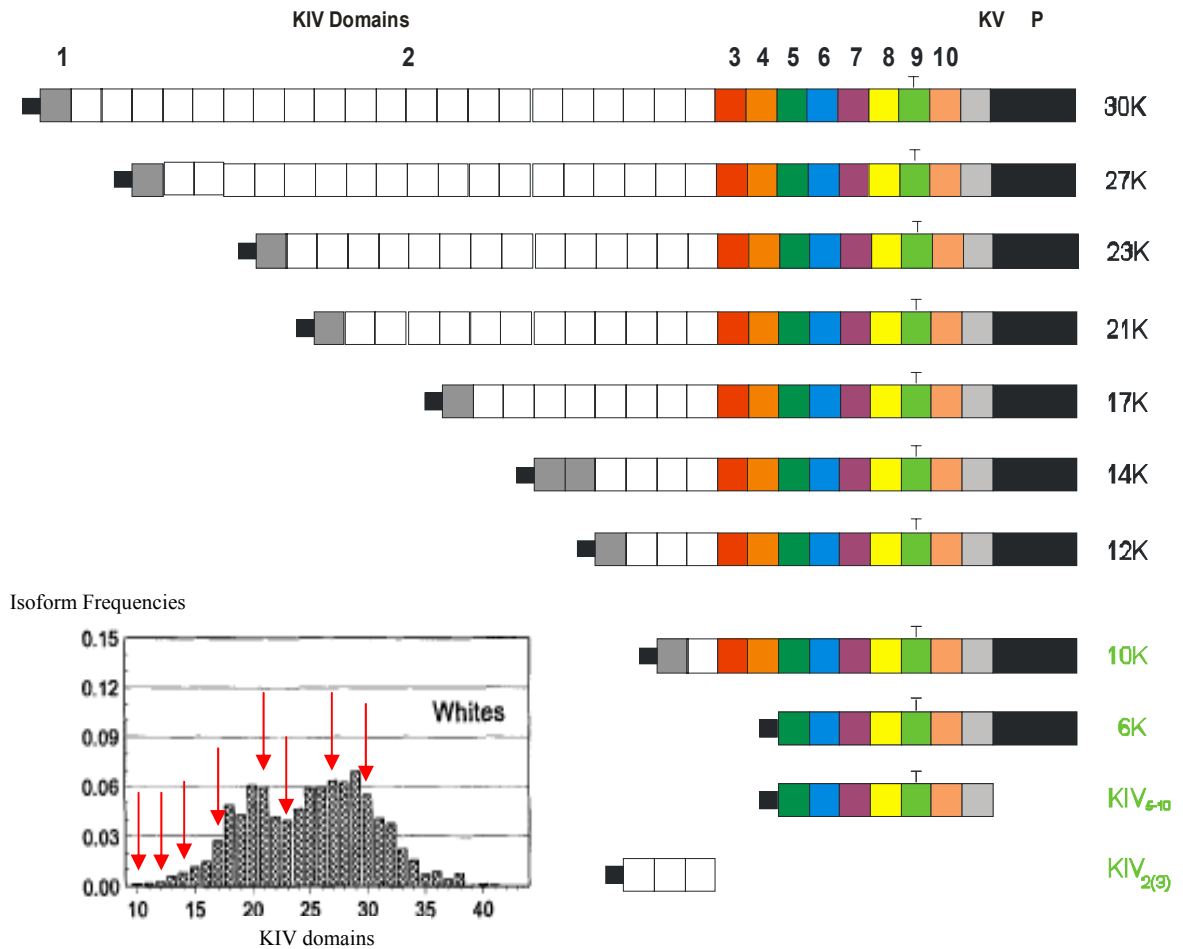 KIV Domains KV P
1 2 3 4 5 6 7 8 9 10
T
30K
T
27K
T
23K
T
21K
T
17K
T
14K
T
12K
Isoform Frequencies
T
10K
T
6K
T
KIV5-10
KIV2(3)
0.15
0.12
0.09
0.06
0.03
0.00
Whites
10 15 20 25 30 35 40
KIV domains